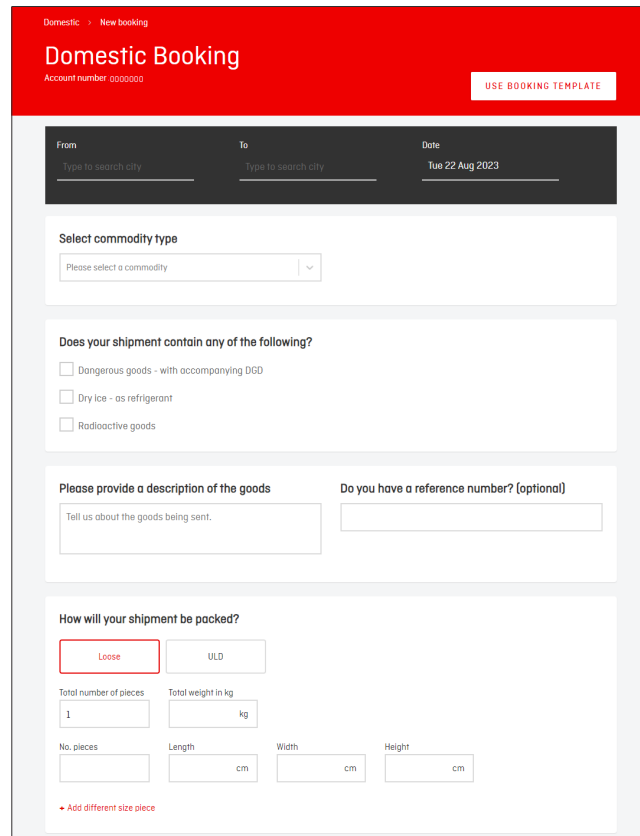 Domestic > New booking
Domestic Booking
Account number 0000000
USE BOOKING TEMPLATE
From To Date
Type to search city Type to search city Tue 22 Aug 2023
Select commodity type
Please select a commodity
Does your shipment contain any of the following?
Dangerous goods - with accompanying DGD
Dry ice - as refrigerant
Radioactive goods
Please provide a description of the goods Do you have a reference number? (optional)
Tell us about the goods being sent.
How will your shipment be packed?
Loose ULD
Total number of pieces Total weight in kg
1 kg
No. pieces Length Width Height
cm cm cm
+ Add different size piece